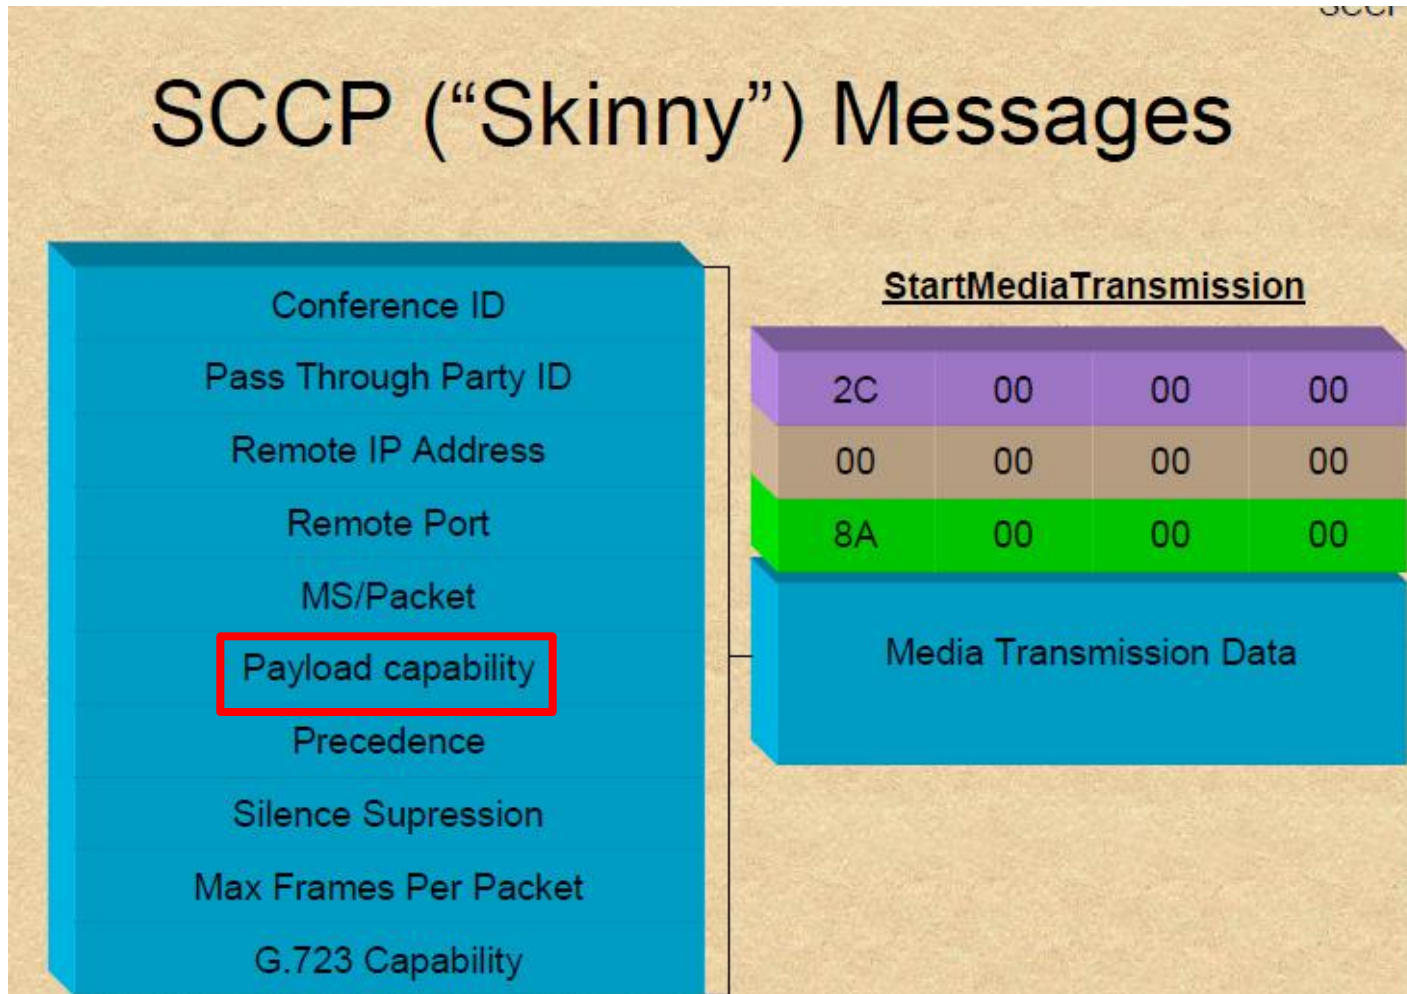 SCCP
SCCP (“Skinny”) Messages
Conference ID
Pass Through Party ID
Remote IP Address
Remote Port
MS/Packet
Payload capability
Precedence
Silence Supression
Max Frames Per Packet
G.723 Capability
StartMediaTransmission
2C 00 00 00
00 00 00 00
8A 00 00 00
Media Transmission Data